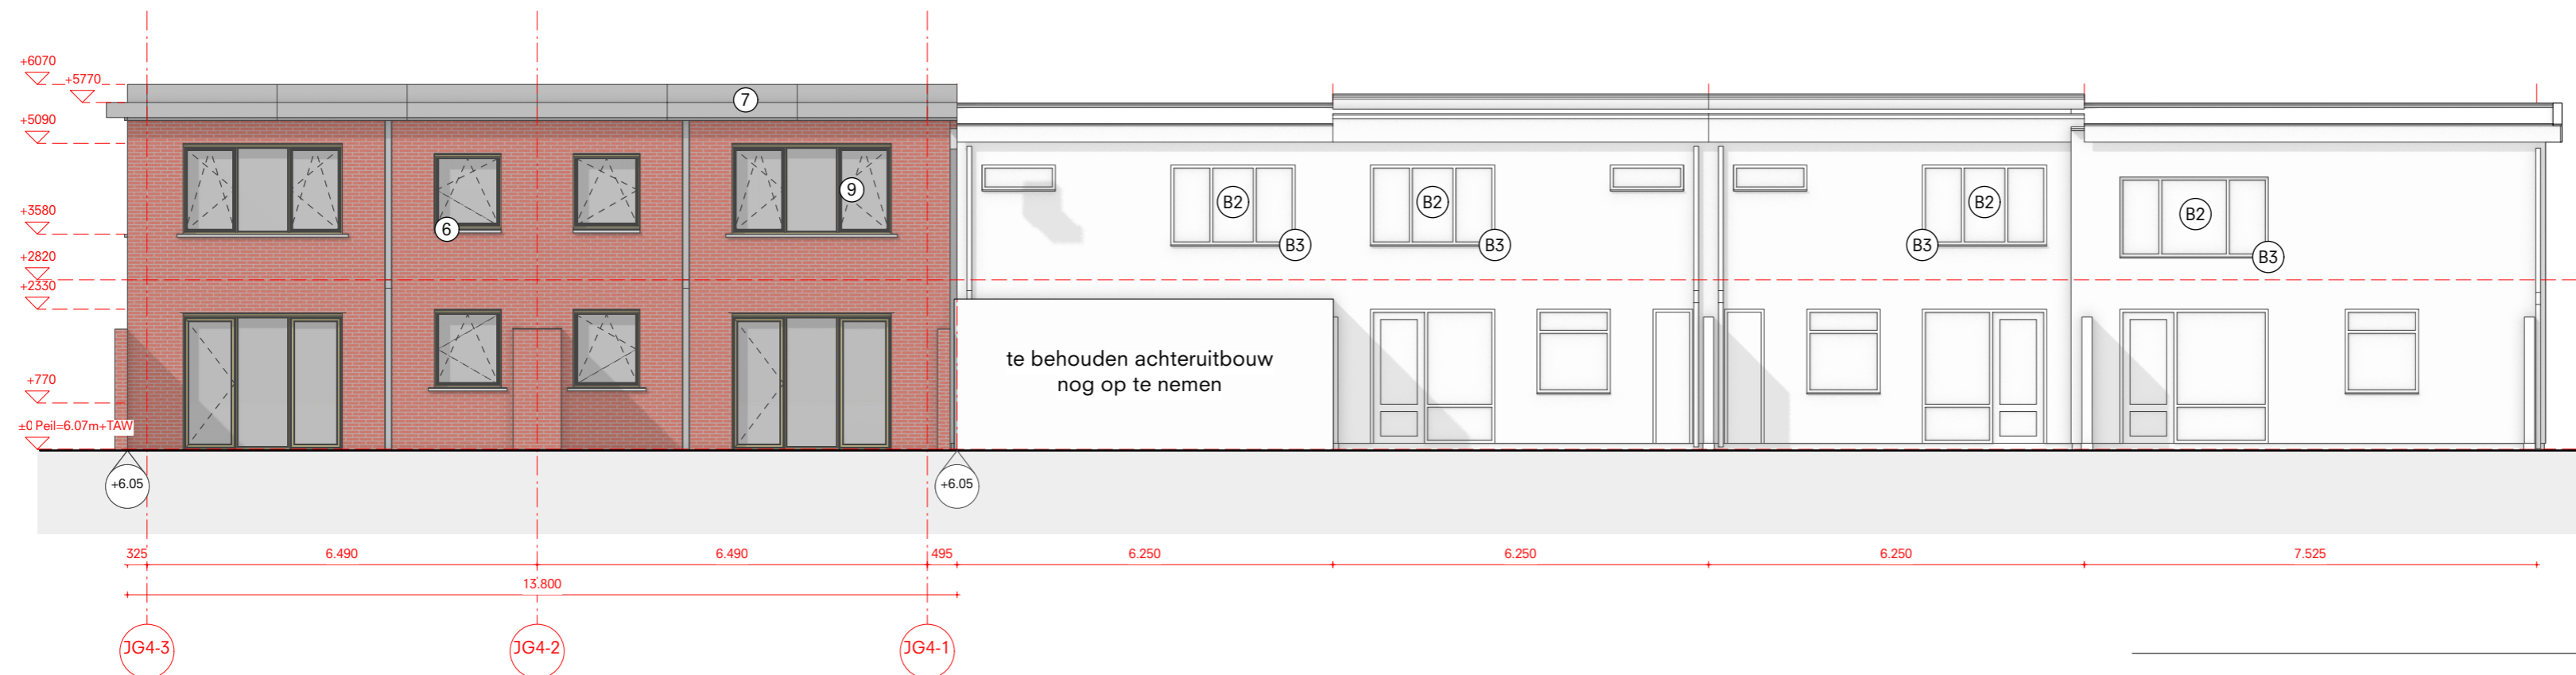 +6070
+5770
7
+5090
9
B2
B2
B2
B2
+3580
6
B3
B3
B3
B3
+2820
+2330
te behouden achteruitbouw
nog op te nemen
+770
±0 Peil=6.07m+TAW
+6.05
+6.05
325
6.490
6.490
495
6.250
6.250
6.250
7.525
13.800
JG4-3
JG4-2
JG4-1